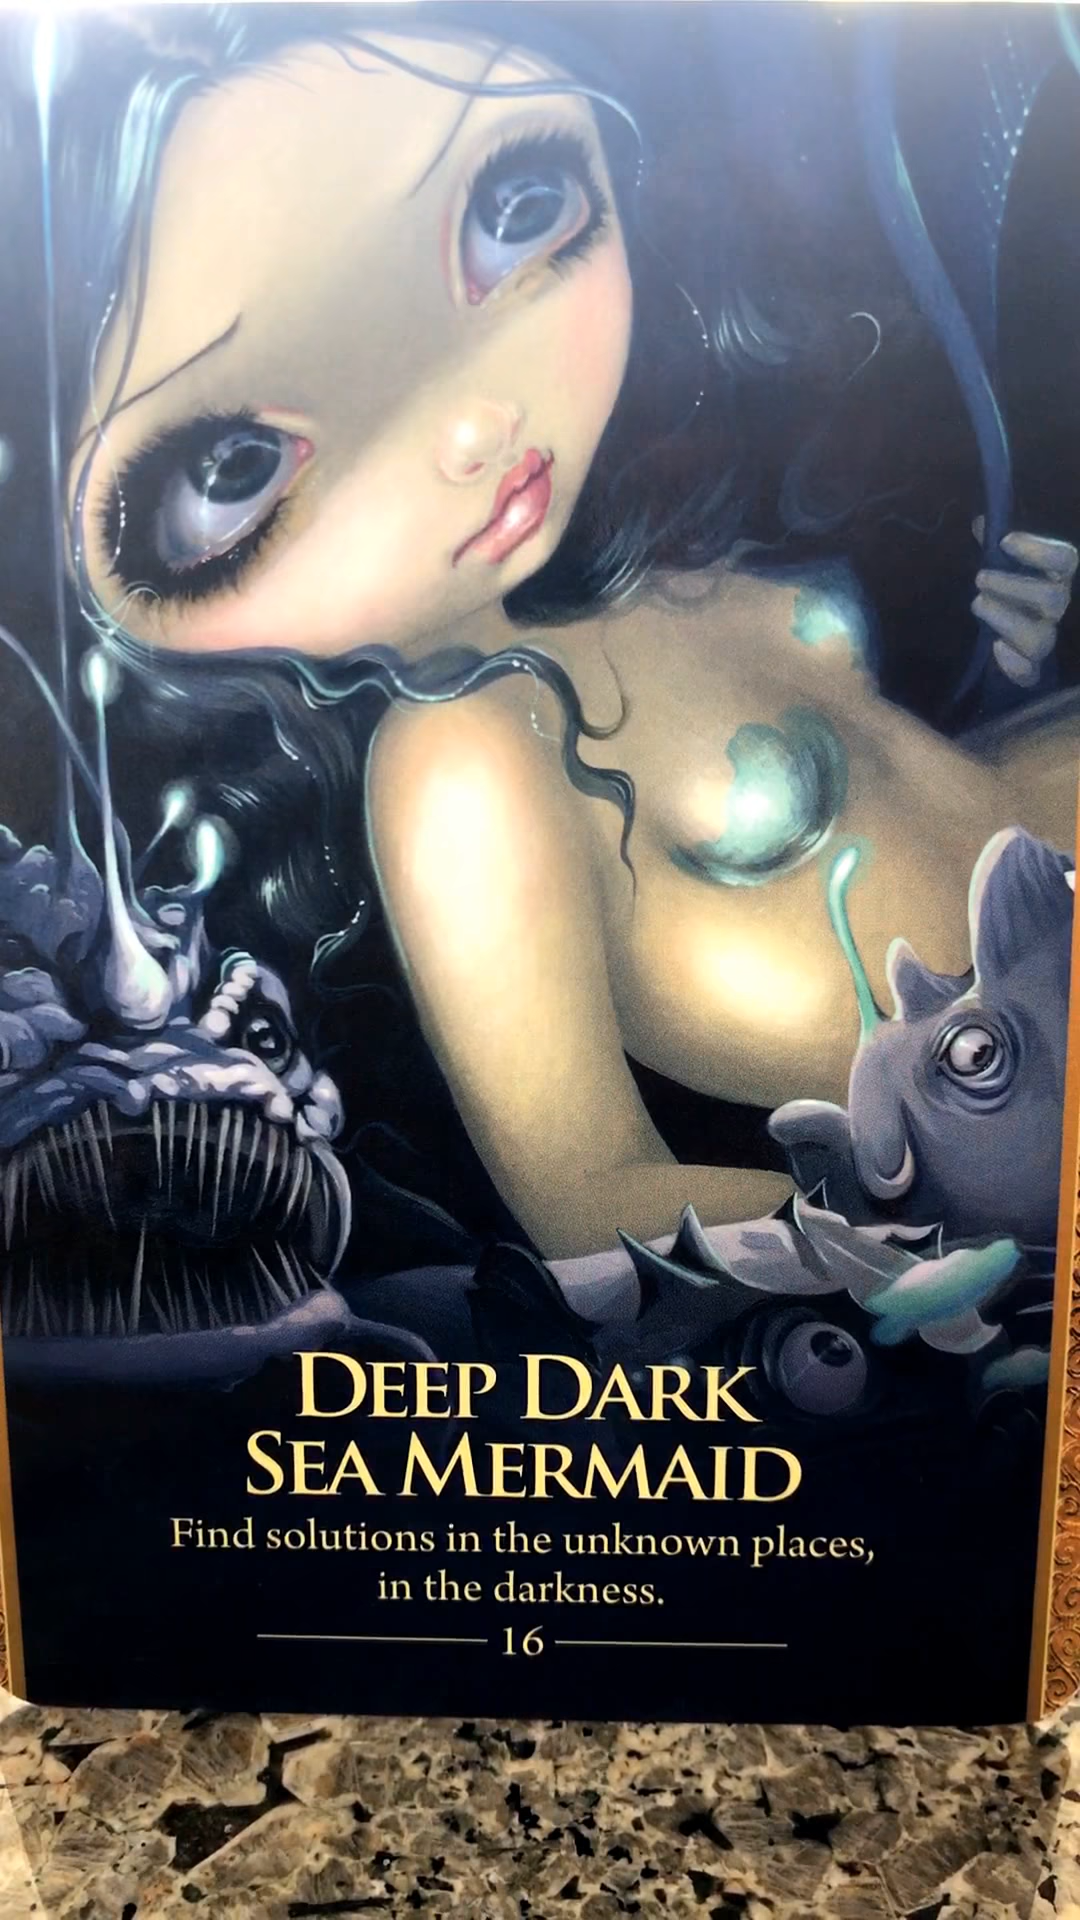 DEEP DARK
SEA MERMAID
Find solutions in the unknown places,
in the darkness.
16